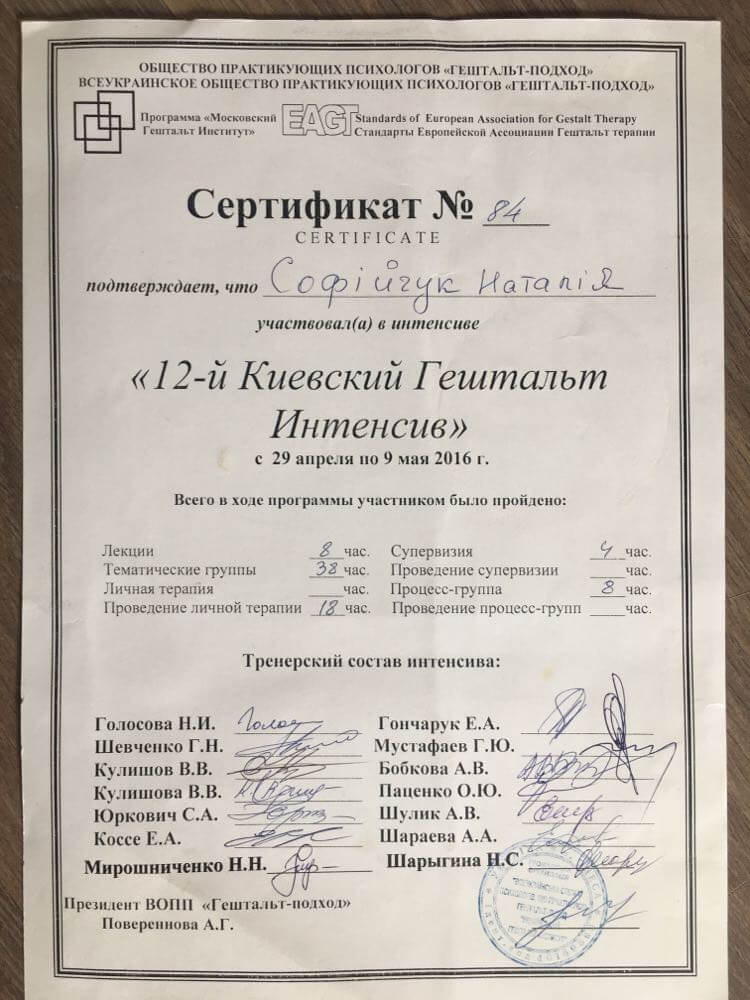 ОБЩЕСТВО ПРАКТИКУЮЩИХ ПСИХОЛОГОВ «ГЕШТАЛЬТ-ПОДХОД»
ВСЕУКРАИНСКОЕ ОБЩЕСТВО ПРАКТИКУЮЩИХ ПСИХОЛОГОВ «ГЕШТАЛЬТ-ПОДХОД»
Программа «Московский Гештальт Институт»
EAGT
Standards of European Association for Gestalt Therapy
Стандарты Европейской Ассоциации Гештальт терапии
Сертификат № 84
CERTIFICATE
подтверждает, что Софійчук Наталія
участвовал(а) в интенсиве
«12-й Киевский Гештальт
Интенсив»
с 29 апреля по 9 мая 2016 г.
Всего в ходе программы участником было пройдено:
Лекции 8 час. Супервизия 4 час.
Тематические группы 38 час. Проведение супервизии ____час.
Личная терапия ____час. Процесс-группа 8 час.
Проведение личной терапии 18 час. Проведение процесс-групп ____час.
Тренерский состав интенсива:
Голосова Н.И. Гончарук Е.А.
Шевченко Г.Н. Мустафаев Г.Ю.
Кулишов В.В. Бобкова А.В.
Кулишова В.В. Паценко О.Ю.
Юркович С.А. Шулик А.В.
Коссе Е.А. Шараева А.А.
Мирошниченко Н.Н. Шарыгина Н.С.
Президент ВОПП «Гештальт-подход»
Повереннова А.Г.